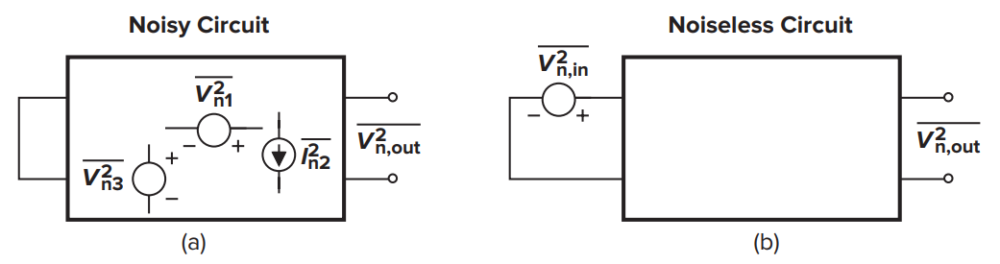 Noisy Circuit
Noiseless Circuit
V²n1
I²n2
V²n3
V²n,out
V²n,in
V²n,out
− +
+ −
− +
(a)
(b)